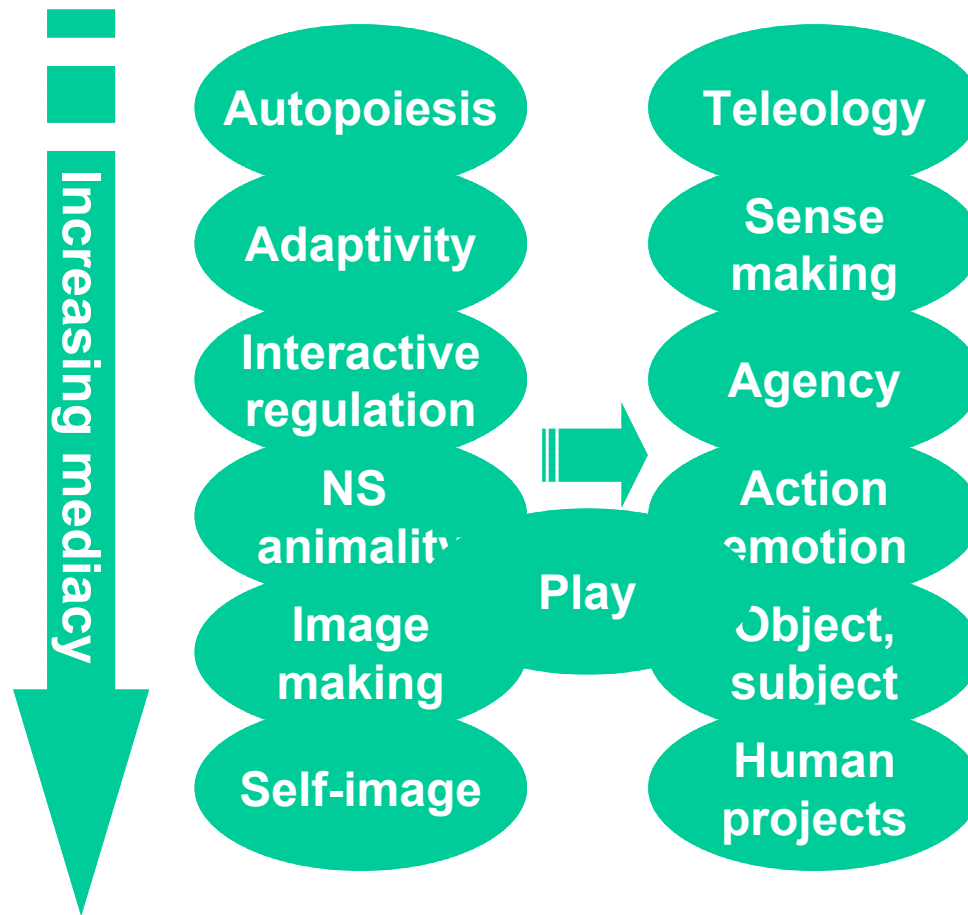 Increasing mediacy
Autopoiesis
Adaptivity
Interactive
regulation
NS
animality
Image
making
Self-image
Play
Teleology
Sense
making
Agency
Action
emotion
Object,
subject
Human
projects